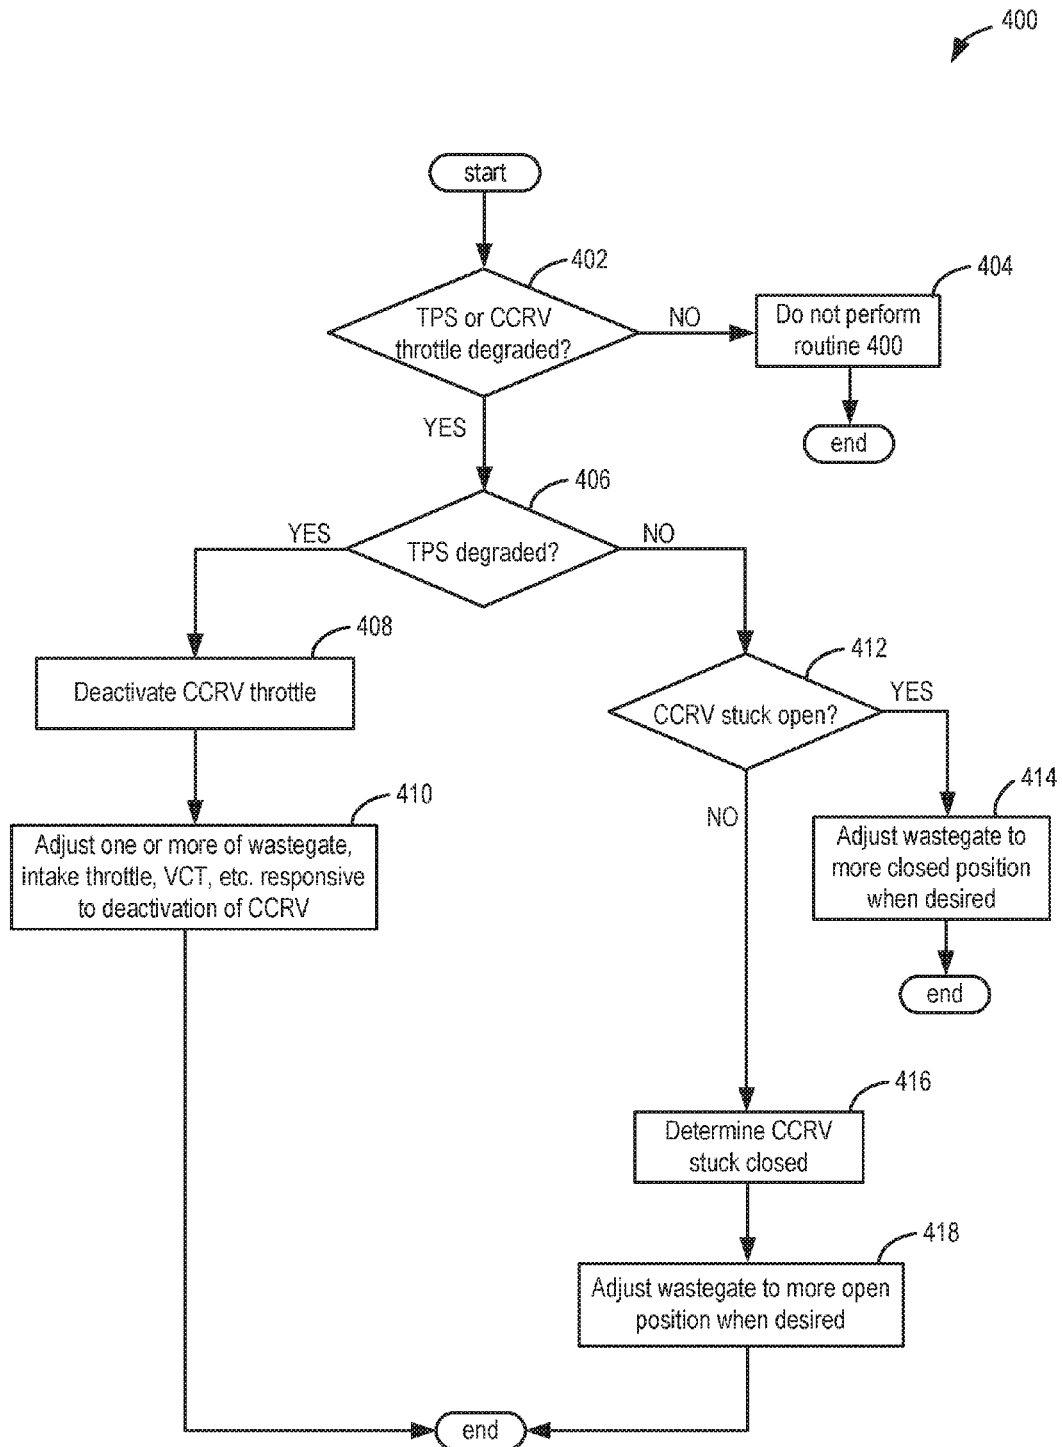 400
start
402
TPS or CCRV
throttle degraded?
NO
404
Do not perform
routine 400
end
YES
406
TPS degraded?
YES
NO
408
Deactivate CCRV throttle
410
Adjust one or more of wastegate,
intake throttle, VCT, etc. responsive
to deactivation of CCRV
412
CCRV stuck open?
YES
414
Adjust wastegate to
more closed position
when desired
end
NO
416
Determine CCRV
stuck closed
418
Adjust wastegate to more open
position when desired
end